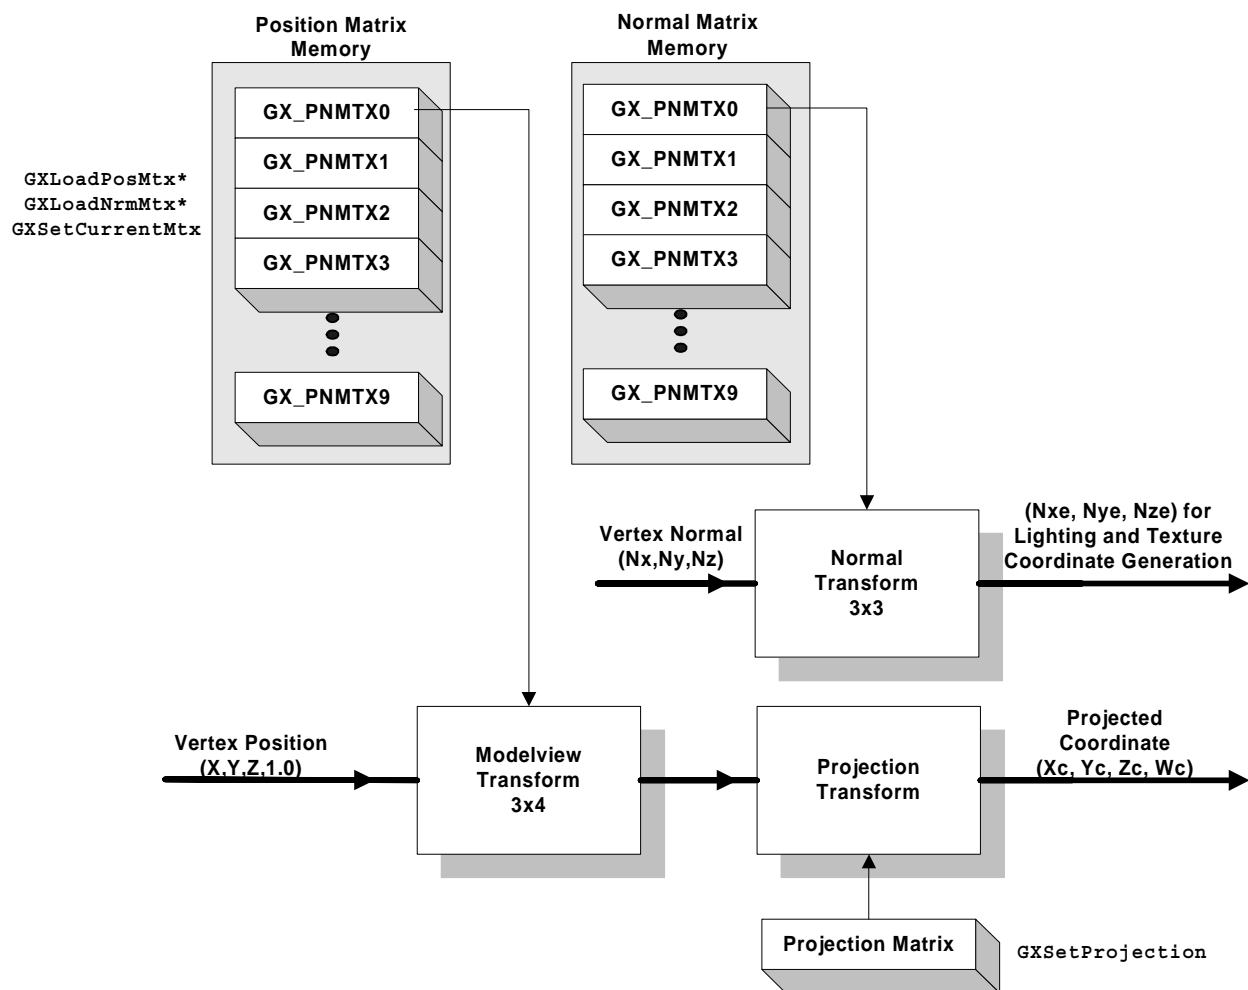 Position Matrix
Memory
Normal Matrix
Memory
GX_PNMTX0
GX_PNMTX1
GX_PNMTX2
GX_PNMTX3
GX_PNMTX9
GX_PNMTX0
GX_PNMTX1
GX_PNMTX2
GX_PNMTX3
GX_PNMTX9
GXLoadPosMtx*
GXLoadNrmMtx*
GXSetCurrentMtx
Vertex Normal
(Nx,Ny,Nz)
Normal
Transform
3x3
(Nxe, Nye, Nze) for
Lighting and Texture
Coordinate Generation
Vertex Position
(X,Y,Z,1.0)
Modelview
Transform
3x4
Projection
Transform
Projected
Coordinate
(Xc, Yc, Zc, Wc)
Projection Matrix
GXSetProjection